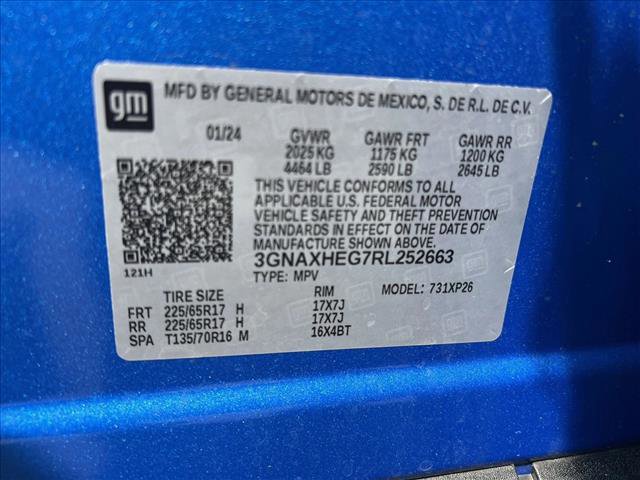 gm MFD BY GENERAL MOTORS DE MEXICO, S. DE R.L. DE C.V.
01/24 GVWR GAWR FRT GAWR RR
2025 KG 1175 KG 1200 KG
4464 LB 2590 LB 2645 LB
THIS VEHICLE CONFORMS TO ALL
APPLICABLE U.S. FEDERAL MOTOR
VEHICLE SAFETY AND THEFT PREVENTION
STANDARDS IN EFFECT ON THE DATE OF
MANUFACTURE SHOWN ABOVE.
3GNAXHEG7RL252663
121H TYPE: MPV MODEL: 731XP26
TIRE SIZE RIM
FRT 225/65R17 H 17X7J
RR 225/65R17 H 17X7J
SPA T135/70R16 M 16X4BT